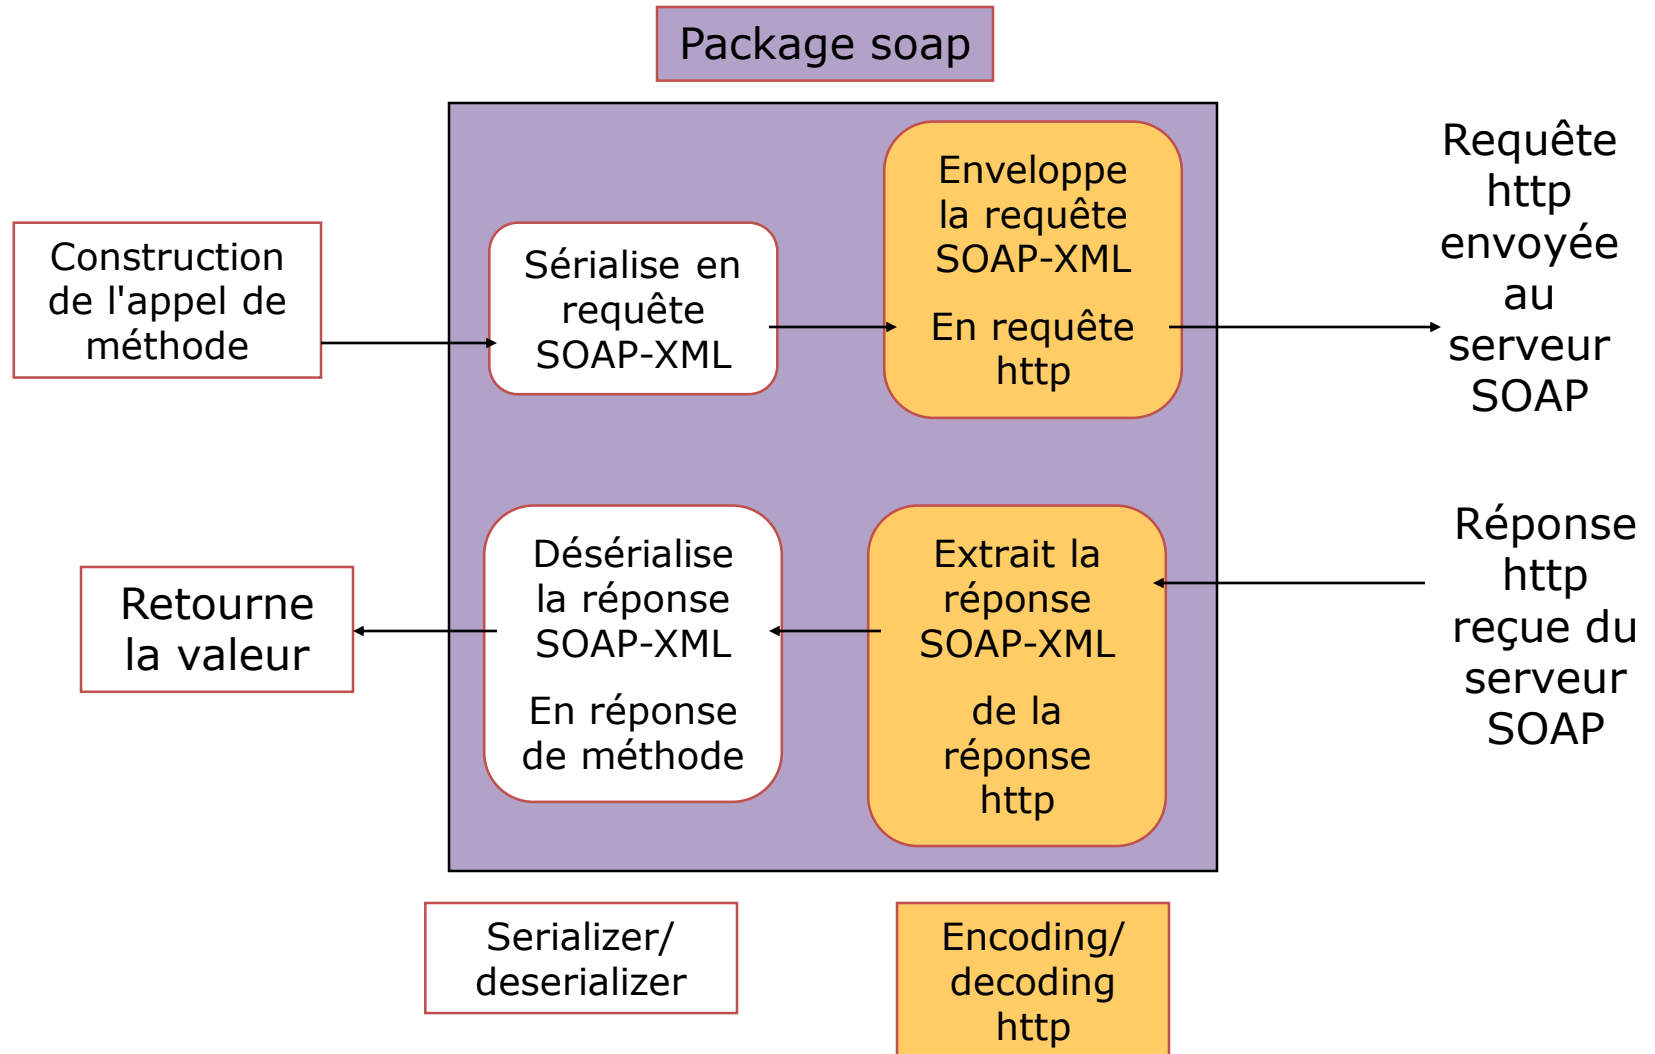 Package soap
Construction
de l'appel de
méthode
Sérialise en
requête
SOAP-XML
Enveloppe
la requête
SOAP-XML
En requête
http
Requête
http
envoyée
au
serveur
SOAP
Retourne
la valeur
Désérialise
la réponse
SOAP-XML
En réponse
de méthode
Extrait la
réponse
SOAP-XML
de la
réponse
http
Réponse
http
reçue du
serveur
SOAP
Serializer/
deserializer
Encoding/
decoding
http